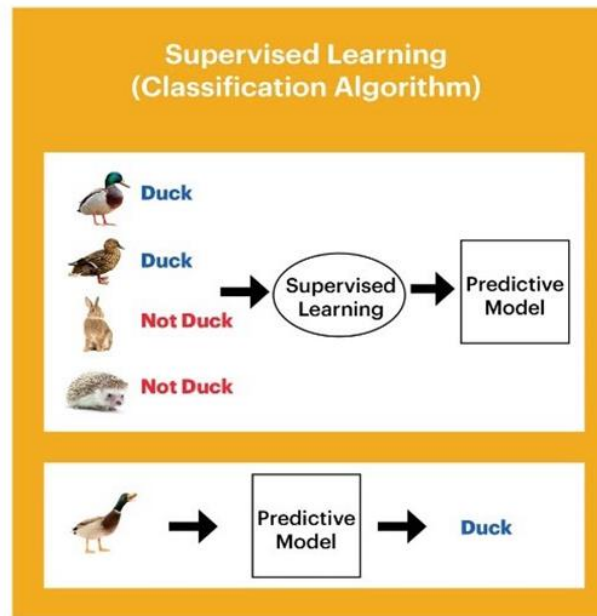 Supervised Learning
(Classification Algorithm)
Duck
Duck
Not Duck
Not Duck
Supervised
Learning
Predictive
Model
Predictive
Model
Duck